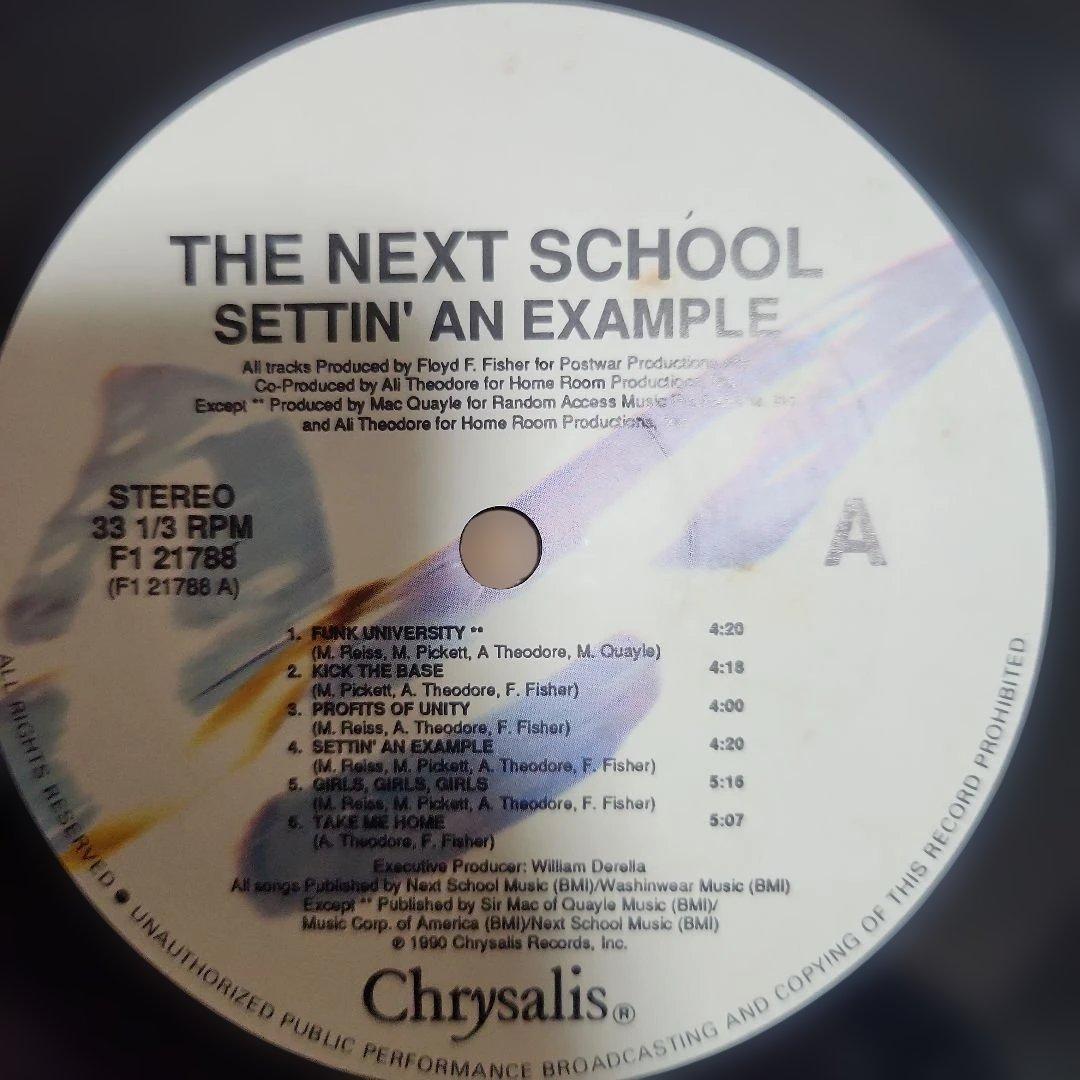 THE NEXT SCHOOL
SETTIN' AN EXAMPLE
All tracks Produced by Floyd F. Fisher for Postwar Productions,
Co-Produced by Ali Theodore for Home Room Productions, Inc.
Except ** Produced by Mac Quayle for Random Access Music
and Ali Theodore for Home Room Productions,
STEREO
33 1/3 RPM
F1 21788
(F1 21788 A)
A
1. FUNK UNIVERSITY ** 4:20
(M. Reiss, M. Pickett, A Theodore, M. Quayle)
2. KICK THE BASE 4:18
(M. Pickett, A. Theodore, F. Fisher)
3. PROFITS OF UNITY 4:00
(M. Reiss, A. Theodore, F. Fisher)
4. SETTIN' AN EXAMPLE 4:20
(M. Reiss, M. Pickett, A. Theodore, F. Fisher)
5. GIRLS, GIRLS, GIRLS 5:16
(M. Reiss, M. Pickett, A. Theodore, F. Fisher)
6. TAKE ME HOME 5:07
(A. Theodore, F. Fisher)
Executive Producer: William Derella
All songs Published by Next School Music (BMI)/Washinwear Music (BMI)
Except ** Published by Sir Mac of Quayle Music (BMI)/
Music Corp. of America (BMI)/Next School Music (BMI)
℗ 1990 Chrysalis Records, Inc.
Chrysalis®
ALL RIGHTS RESERVED ● UNAUTHORIZED PUBLIC PERFORMANCE BROADCASTING AND COPYING OF THIS RECORD PROHIBITED